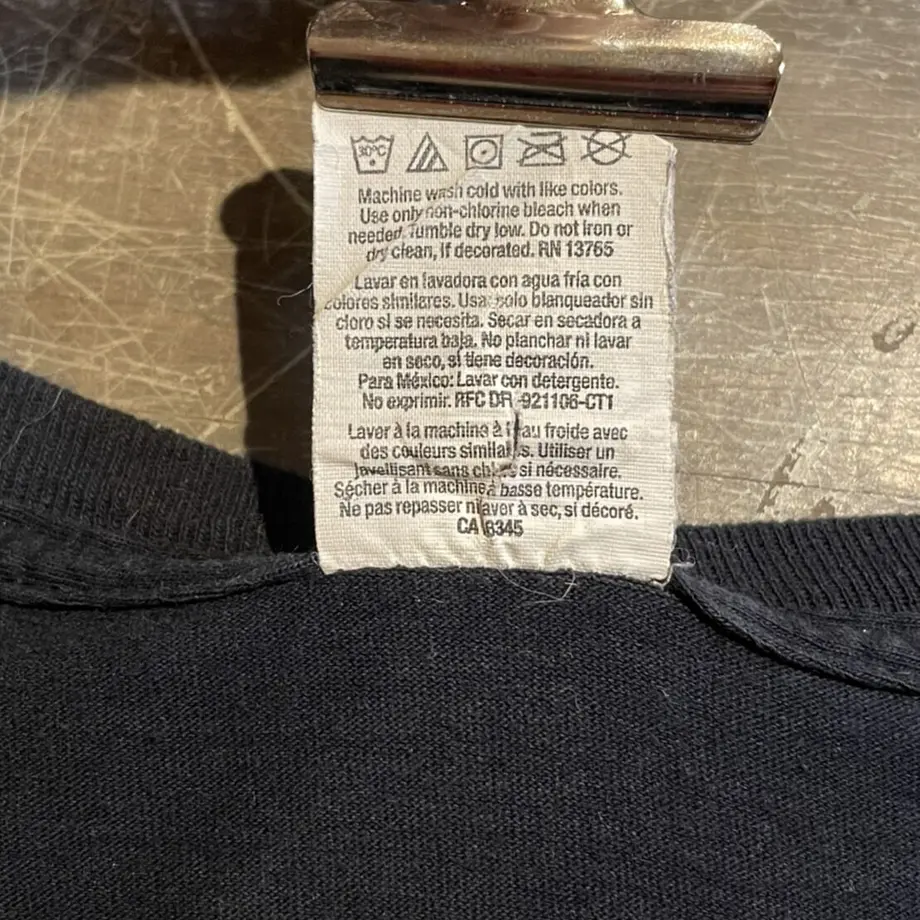 30°C
Machine wash cold with like colors.
Use only non-chlorine bleach when
needed. Tumble dry low. Do not iron or
dry clean, if decorated. RN 13765
Lavar en lavadora con agua fría con
colores similares. Usar solo blanqueador sin
cloro si se necesita. Secar en secadora a
temperatura baja. No planchar ni lavar
en seco, si tiene decoración.
Para México: Lavar con detergente.
No exprimir. RFC DRI-921106-CT1
Laver à la machine à l'eau froide avec
des couleurs similaires. Utiliser un
javellisant sans chlore si nécessaire.
Sécher à la machine à basse température.
Ne pas repasser ni laver à sec, si décoré.
CA